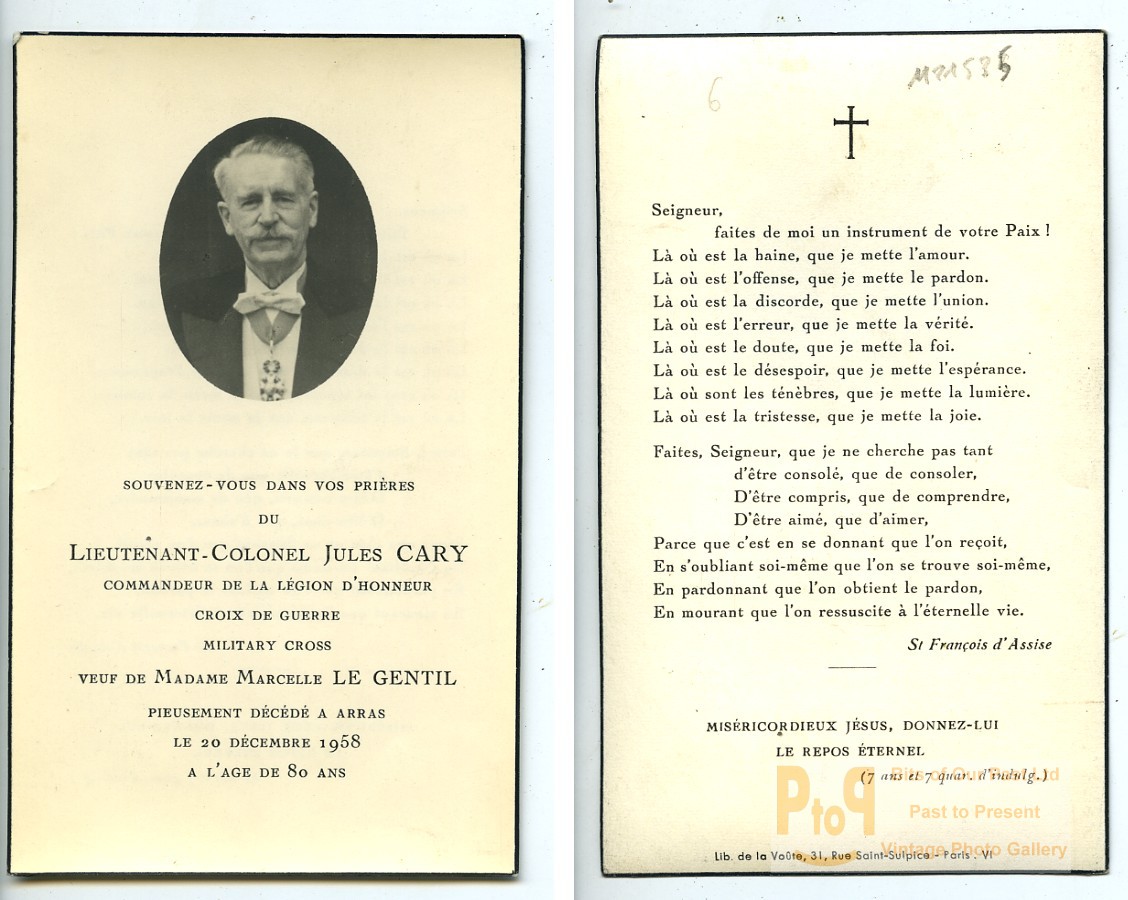 SOUVENEZ-VOUS DANS VOS PRIÈRES
DU
LIEUTENANT-COLONEL JULES CARY
COMMANDEUR DE LA LÉGION D'HONNEUR
CROIX DE GUERRE
MILITARY CROSS
VEUF DE MADAME MARCELLE LE GENTIL
PIEUSEMENT DÉCÉDÉ A ARRAS
LE 20 DÉCEMBRE 1958
A L'AGE DE 80 ANS
6
Seigneur,
faites de moi un instrument de votre Paix !
Là où est la haine, que je mette l'amour.
Là où est l'offense, que je mette le pardon.
Là où est la discorde, que je mette l'union.
Là où est l'erreur, que je mette la vérité.
Là où est le doute, que je mette la foi.
Là où est le désespoir, que je mette l'espérance.
Là où sont les ténèbres, que je mette la lumière.
Là où est la tristesse, que je mette la joie.
Faites, Seigneur, que je ne cherche pas tant
d'être consolé, que de consoler,
D'être compris, que de comprendre,
D'être aimé, que d'aimer,
Parce que c'est en se donnant que l'on reçoit,
En s'oubliant soi-même que l'on se trouve soi-même,
En pardonnant que l'on obtient le pardon,
En mourant que l'on ressuscite à l'éternelle vie.
St François d'Assise
MISÉRICORDIEUX JÉSUS, DONNEZ-LUI
LE REPOS ÉTERNEL
(7 ans et 7 quar. d'indulg.)
PtoP
Past to Present
Vintage Photo Gallery
Lib. de la Voûte, 31, Rue Saint-Sulpice - Paris. VI